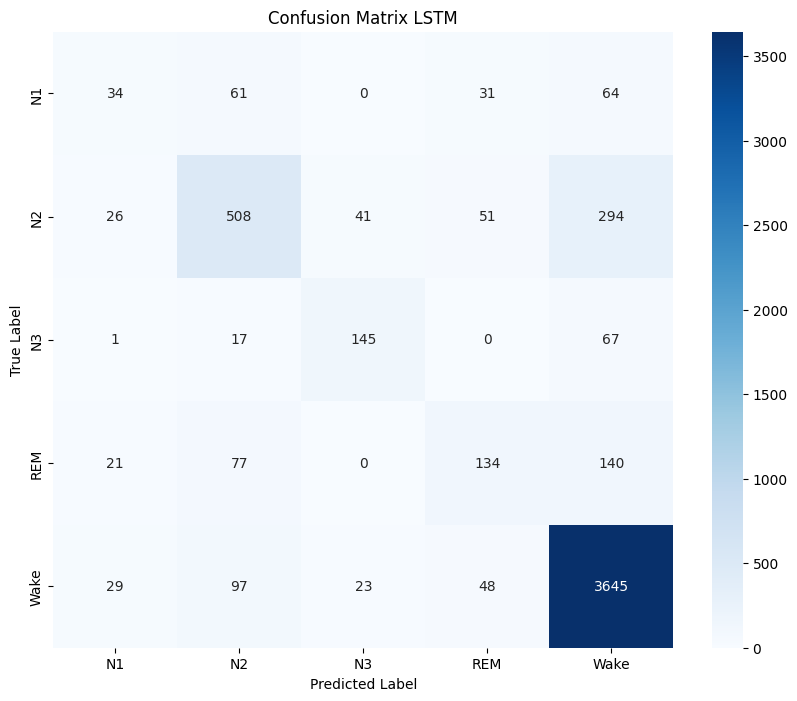 Confusion Matrix LSTM
True Label
N1 34 61 0 31 64
N2 26 508 41 51 294
N3 1 17 145 0 67
REM 21 77 0 134 140
Wake 29 97 23 48 3645
N1 N2 N3 REM Wake
Predicted Label
3500
3000
2500
2000
1500
1000
500
0